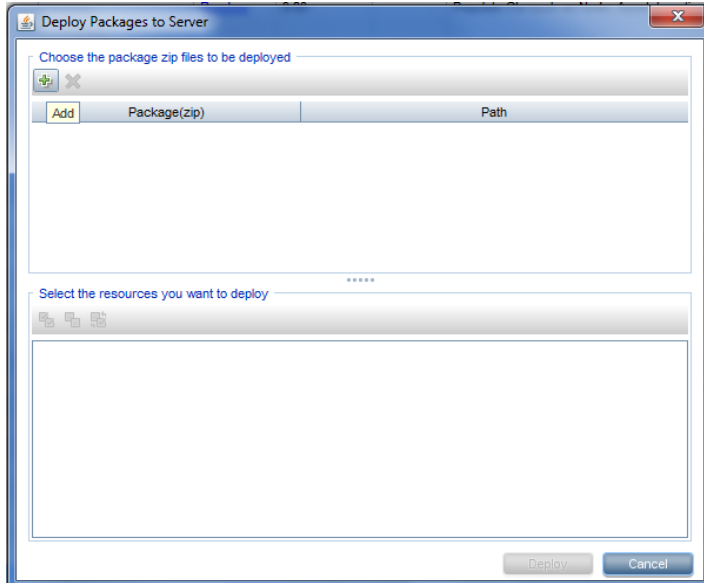 Deploy Packages to Server
x
Choose the package zip files to be deployed
Add
Package(zip) Path
Select the resources you want to deploy
Deploy Cancel